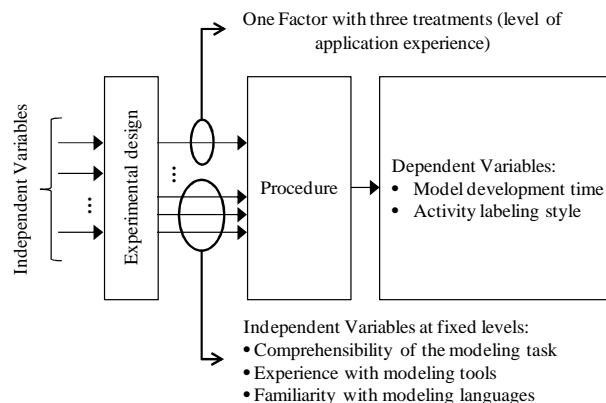 One Factor with three treatments (level of
application experience)
Independent Variables
...
Experimental design
...
Procedure
Dependent Variables:
• Model development time
• Activity labeling style
Independent Variables at fixed levels:
• Comprehensibility of the modeling task
• Experience with modeling tools
• Familiarity with modeling languages